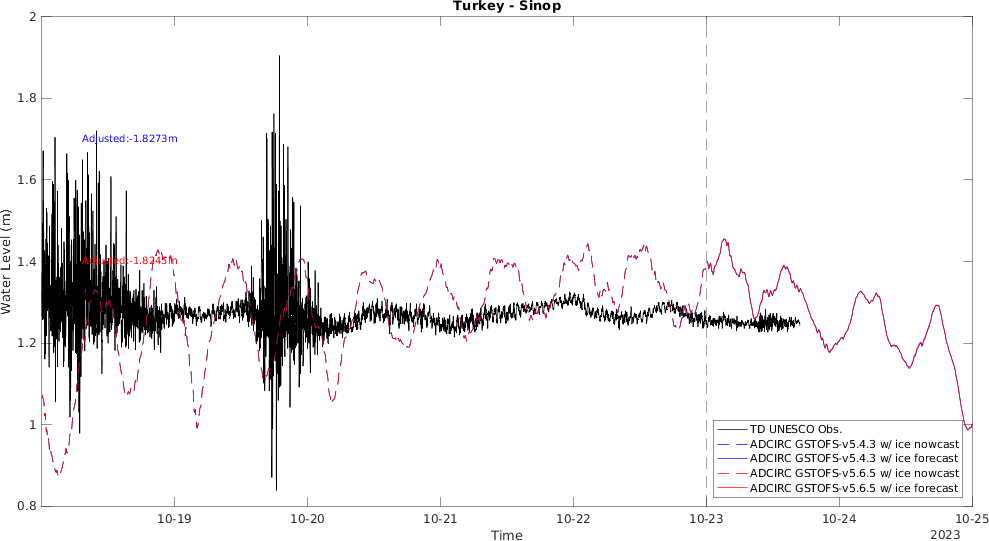 Turkey - Sinop
2
1.8
1.6
1.4
1.2
1
0.8
Water Level (m)
Adjusted:-1.8273m
Adjusted:-1.8245m
TD UNESCO Obs.
ADCIRC GSTOFS-v5.4.3 w/ ice nowcast
ADCIRC GSTOFS-v5.4.3 w/ ice forecast
ADCIRC GSTOFS-v5.6.5 w/ ice nowcast
ADCIRC GSTOFS-v5.6.5 w/ ice forecast
10-19 10-20 10-21 10-22 10-23 10-24 10-25
Time
2023